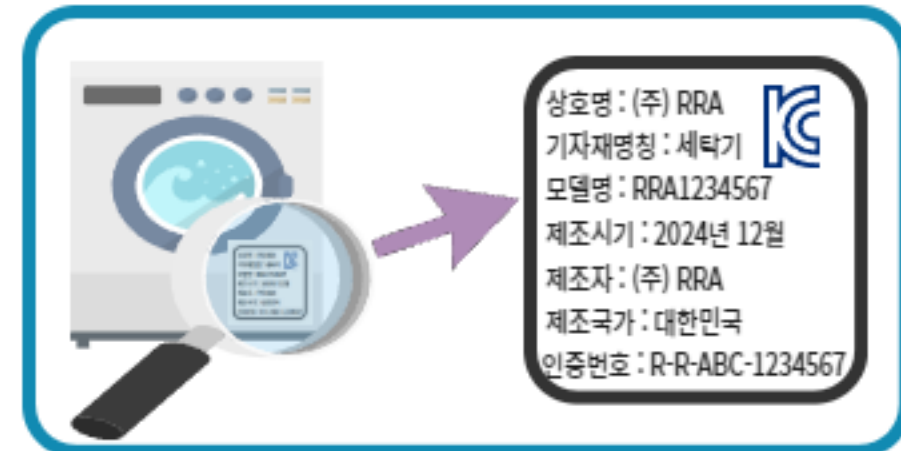 상호명 : (주) RRA
기자재명칭 : 세탁기
모델명 : RRA1234567
제조시기 : 2024년 12월
제조자 : (주) RRA
제조국가 : 대한민국
인증번호 : R-R-ABC-1234567
KC